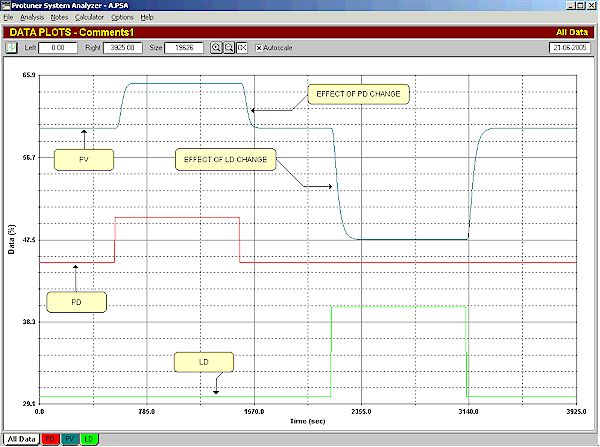 Protuner System Analyzer - A.PSA
File Analysis Notes Calculator Options Help
DATA PLOTS - Comments1 All Data
Left 0.00 Right 3925.00 Size 19626 OK Autoscale 21-06-2005
65.9
EFFECT OF PD CHANGE
PV
56.7
EFFECT OF LD CHANGE
Data (%)
42.5
PD
38.3
LD
29.1
0.0 785.0 1570.0 2355.0 3140.0 3925.0
Time (sec)
All Data PD PV LD